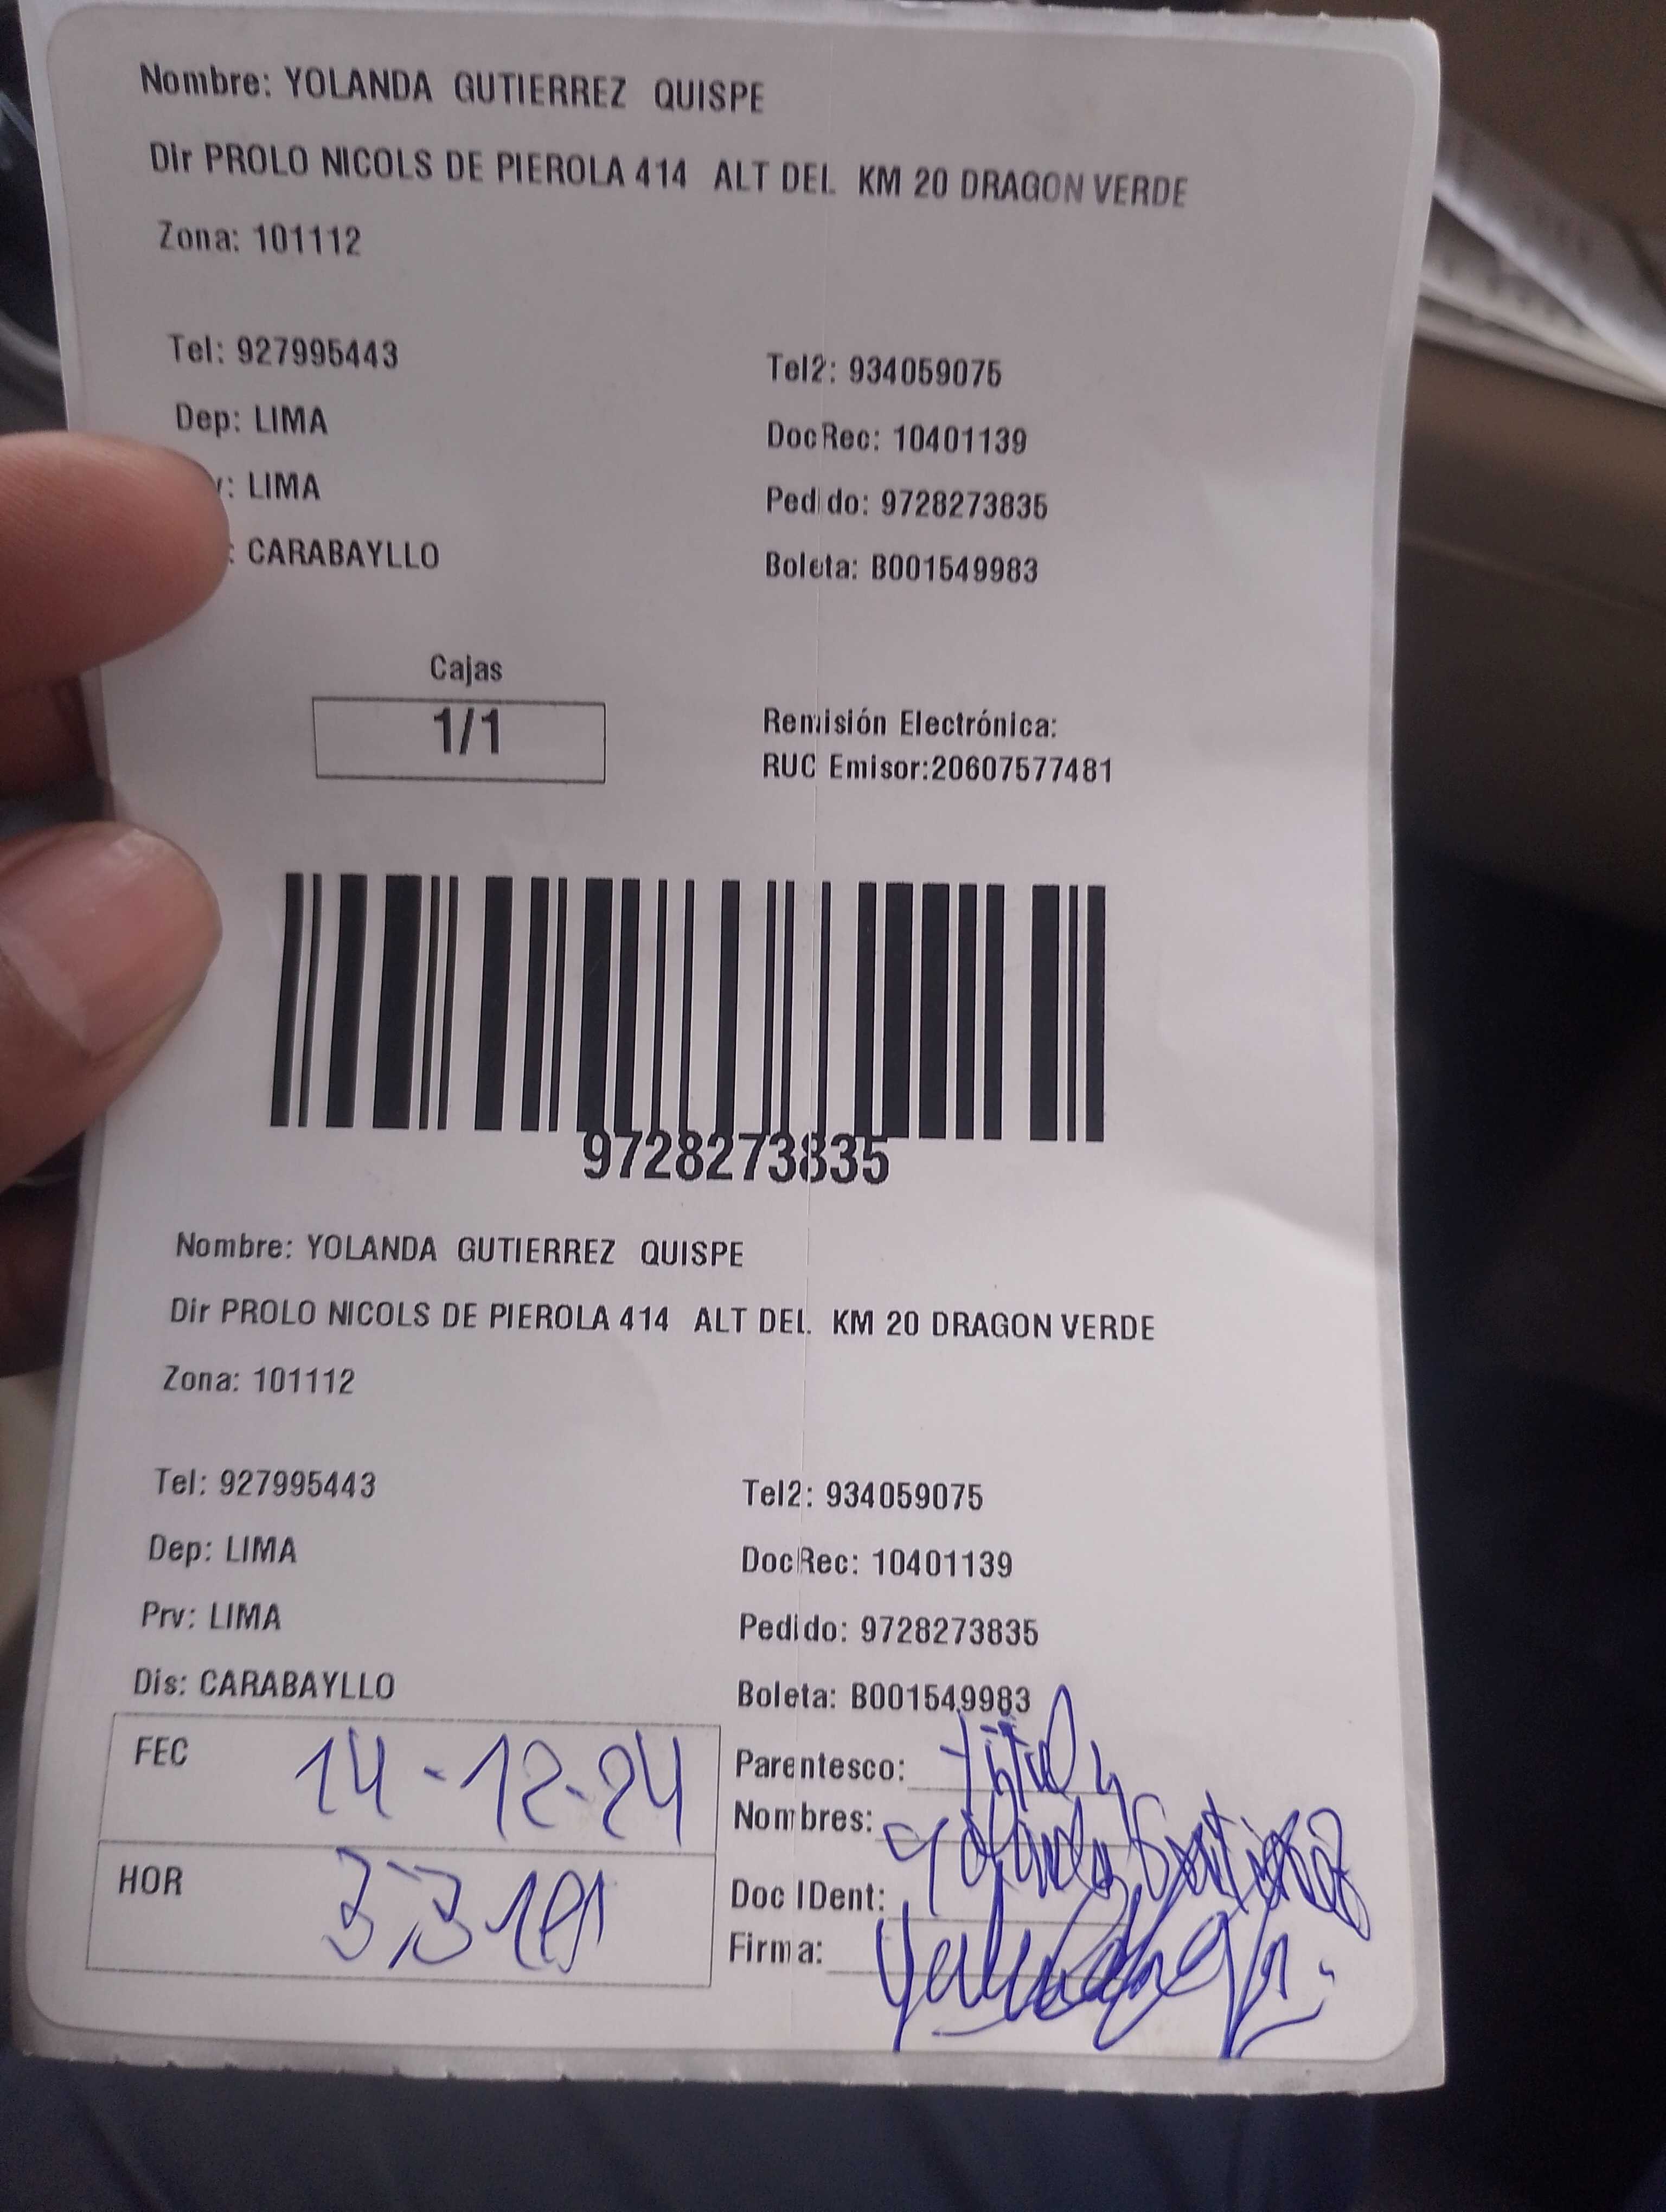 Nombre: YOLANDA GUTIERREZ QUISPE
Dir PROLO NICOLS DE PIEROLA 414 ALT DEL KM 20 DRAGON VERDE
Zona: 101112
Tel: 927995443 Tel2: 934059075
Dep: LIMA DocRec: 10401139
: LIMA Pedido: 9728273835
: CARABAYLLO Boleta: B001549983
Cajas
1/1
Remisión Electrónica:
RUC Emisor:20607577481
9728273835
Nombre: YOLANDA GUTIERREZ QUISPE
Dir PROLO NICOLS DE PIEROLA 414 ALT DEL KM 20 DRAGON VERDE
Zona: 101112
Tel: 927995443 Tel2: 934059075
Dep: LIMA DocRec: 10401139
Prv: LIMA Pedido: 9728273835
Dis: CARABAYLLO Boleta: B001549983
FEC 14-12-24
HOR
Parentesco:
Nombres:
Doc IDent:
Firma: